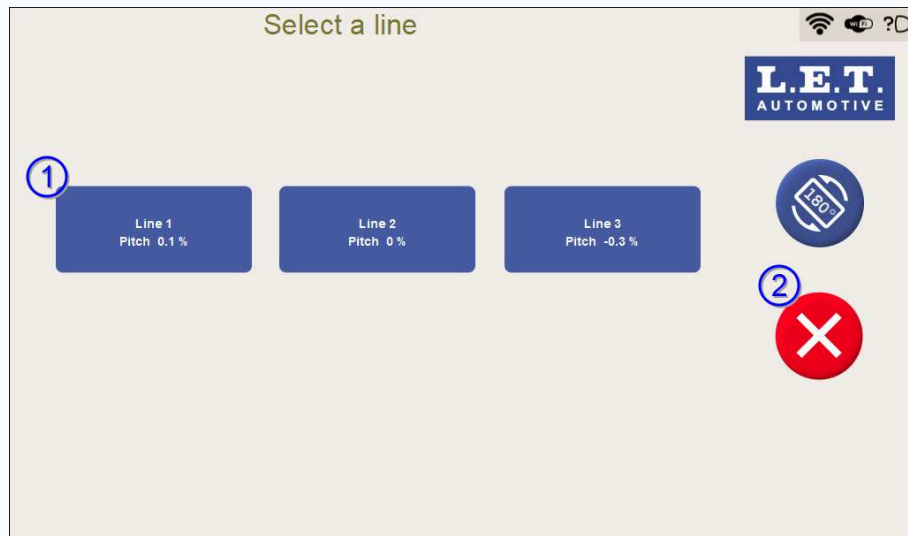 Select a line
WiFi
?
L.E.T.
AUTOMOTIVE
1
Line 1
Pitch 0.1 %
Line 2
Pitch 0 %
Line 3
Pitch -0.3 %
180°
2